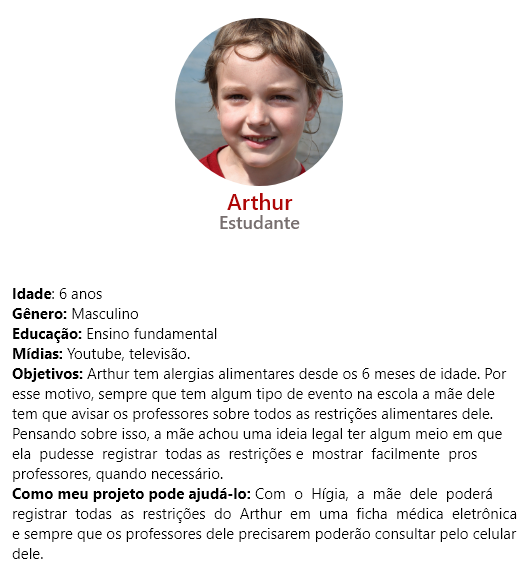 Arthur
Estudante
Idade: 6 anos
Gênero: Masculino
Educação: Ensino fundamental
Mídias: Youtube, televisão.
Objetivos: Arthur tem alergias alimentares desde os 6 meses de idade. Por
esse motivo, sempre que tem algum tipo de evento na escola a mãe dele
tem que avisar os professores sobre todos as restrições alimentares dele.
Pensando sobre isso, a mãe achou uma ideia legal ter algum meio em que
ela pudesse registrar todas as restrições e mostrar facilmente pros
professores, quando necessário.
Como meu projeto pode ajudá-lo: Com o Hígia, a mãe dele poderá
registrar todas as restrições do Arthur em uma ficha médica eletrônica
e sempre que os professores dele precisarem poderão consultar pelo celular
dele.